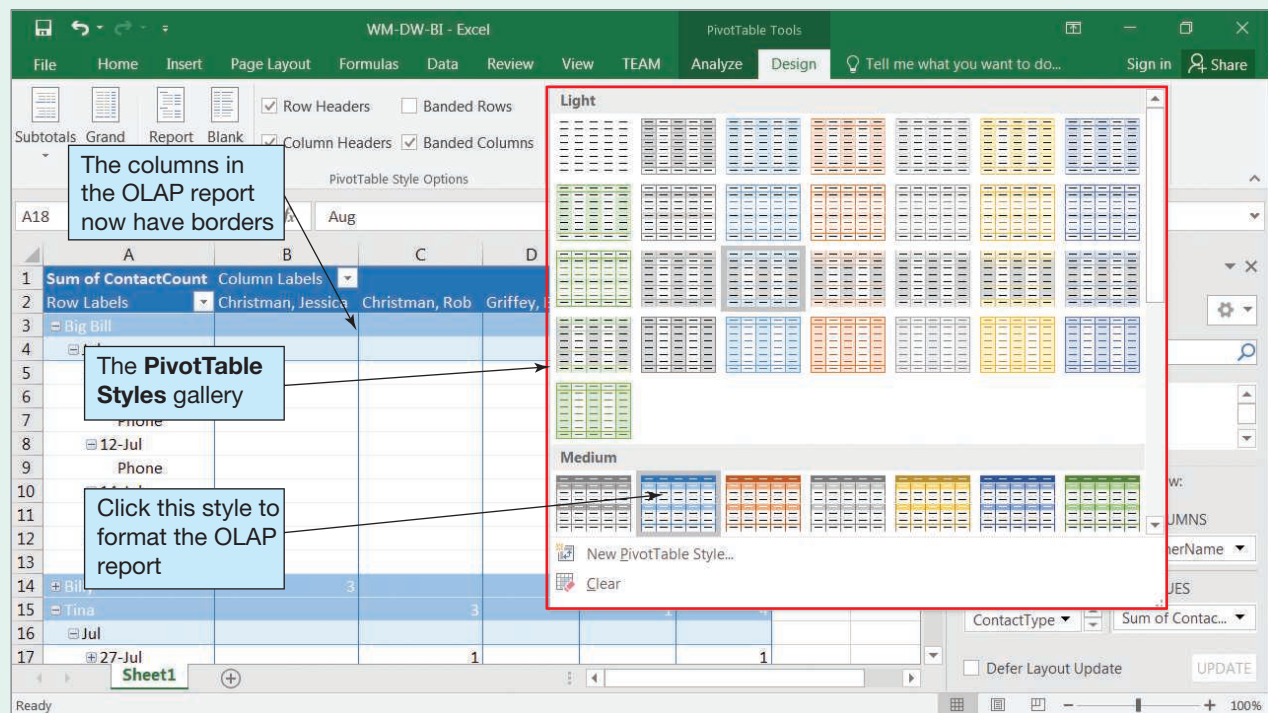 WM-DW-BI - Excel
PivotTable Tools
File Home Insert Page Layout Formulas Data Review View TEAM Analyze Design Tell me what you want to do... Sign in Share
Subtotals Grand Report Blank
Row Headers Banded Rows
Column Headers Banded Columns
PivotTable Style Options
The columns in
the OLAP report
now have borders
A18 Aug
A B C D
1 Sum of ContactCount Column Labels
2 Row Labels Christman, Jessica Christman, Rob Griffey,
3 Big Bill
4
5
6
7 Phone
8 12-Jul
9 Phone
10
11
12
13
14 3
15 Tina 3 1 4
16 Jul
17 27-Jul 1 1
The PivotTable
Styles gallery
Click this style to
format the OLAP
report
Light
Medium
New PivotTable Style...
Clear
ContactType
Sum of Contac...
Defer Layout Update UPDATE
Sheet1
Ready 100%